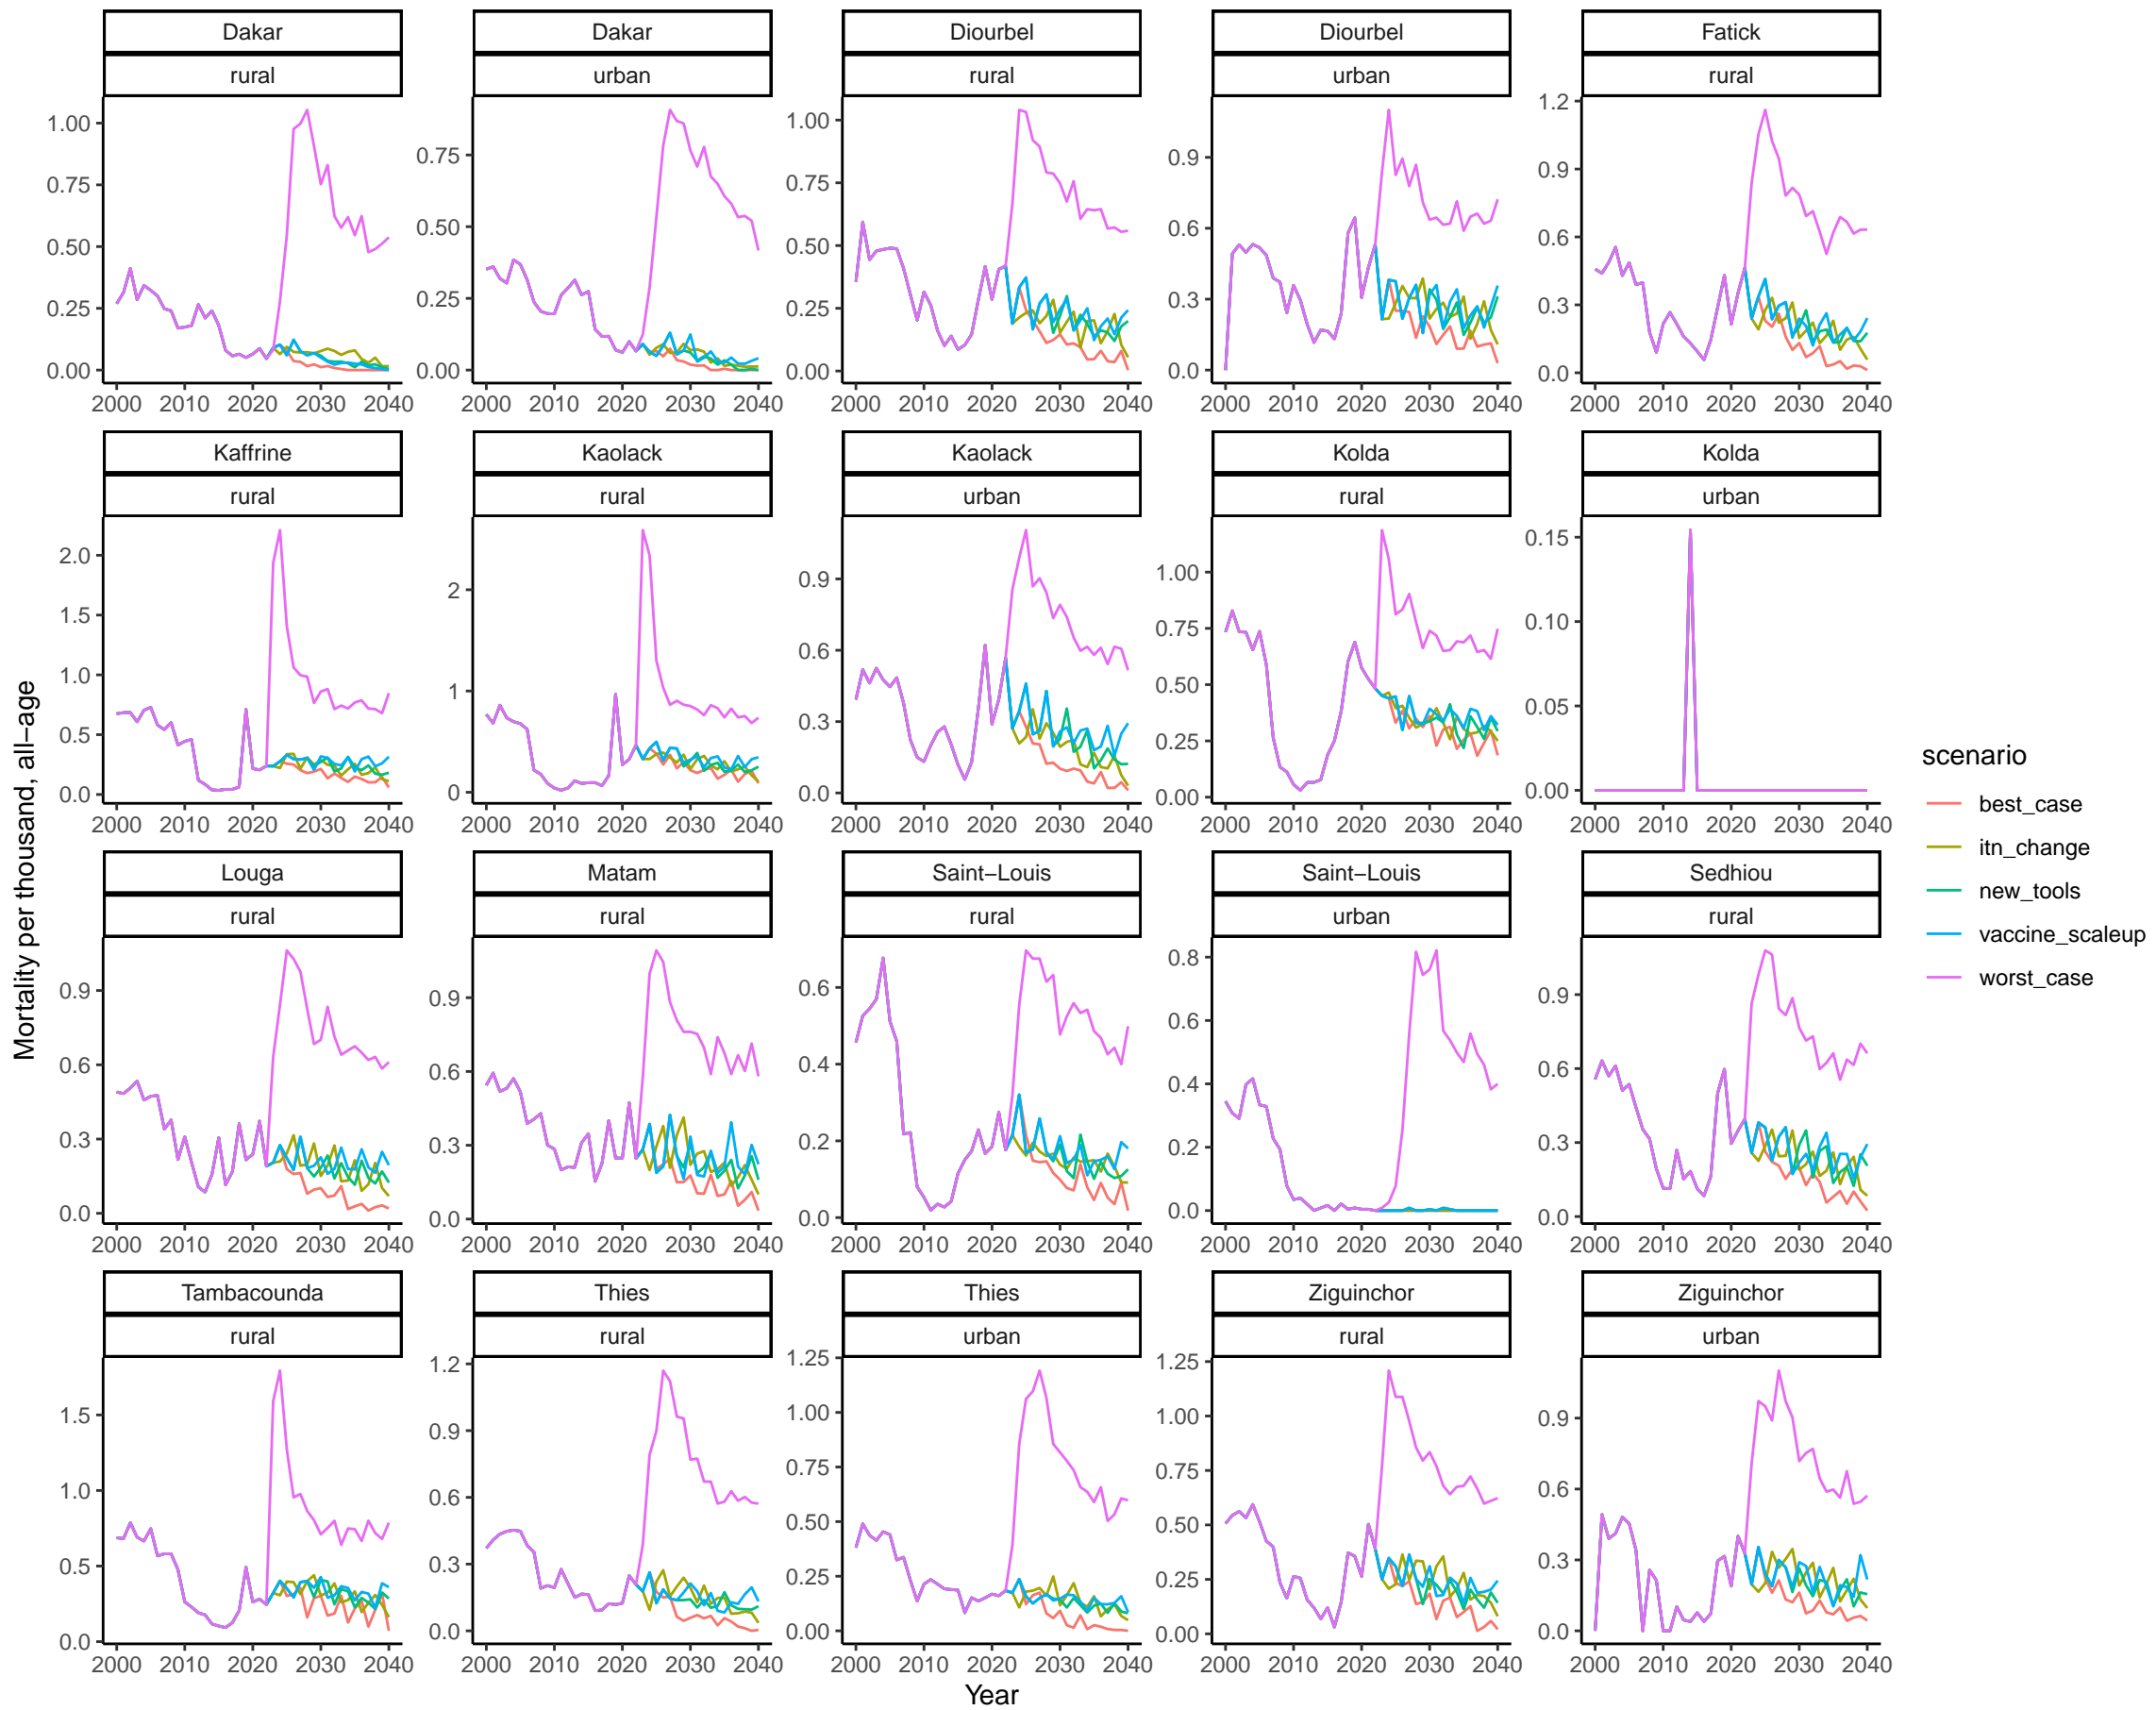 Dakar
rural
1.00
0.75
0.50
0.25
0.00
2000 2010 2020 2030 2040
Dakar
urban
0.75
0.50
0.25
0.00
2000 2010 2020 2030 2040
Diourbel
rural
1.00
0.75
0.50
0.25
0.00
2000 2010 2020 2030 2040
Diourbel
urban
0.9
0.6
0.3
0.0
2000 2010 2020 2030 2040
Fatick
rural
1.2
0.9
0.6
0.3
0.0
2000 2010 2020 2030 2040
Kaffrine
rural
2.0
1.5
1.0
0.5
0.0
2000 2010 2020 2030 2040
Kaolack
rural
2
1
0
2000 2010 2020 2030 2040
Kaolack
urban
0.9
0.6
0.3
0.0
2000 2010 2020 2030 2040
Kolda
rural
1.00
0.75
0.50
0.25
0.00
2000 2010 2020 2030 2040
Kolda
urban
0.15
0.10
0.05
0.00
2000 2010 2020 2030 2040
Louga
rural
0.9
0.6
0.3
0.0
2000 2010 2020 2030 2040
Matam
rural
0.9
0.6
0.3
0.0
2000 2010 2020 2030 2040
Saint−Louis
rural
0.6
0.4
0.2
0.0
2000 2010 2020 2030 2040
Saint−Louis
urban
0.8
0.6
0.4
0.2
0.0
2000 2010 2020 2030 2040
Sedhiou
rural
0.9
0.6
0.3
0.0
2000 2010 2020 2030 2040
Tambacounda
rural
1.5
1.0
0.5
0.0
2000 2010 2020 2030 2040
Thies
rural
1.2
0.9
0.6
0.3
0.0
2000 2010 2020 2030 2040
Thies
urban
1.25
1.00
0.75
0.50
0.25
0.00
2000 2010 2020 2030 2040
Ziguinchor
rural
1.25
1.00
0.75
0.50
0.25
0.00
2000 2010 2020 2030 2040
Ziguinchor
urban
0.9
0.6
0.3
0.0
2000 2010 2020 2030 2040
Mortality per thousand, all−age
Year
scenario
best_case
itn_change
new_tools
vaccine_scaleup
worst_case